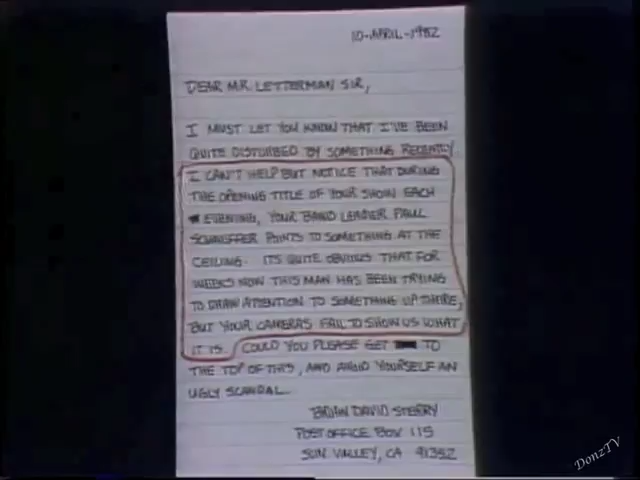 10-APRIL-1982
DEAR MR. LETTERMAN SIR,
I MUST LET YOU KNOW THAT I'VE BEEN
QUITE DISTURBED BY SOMETHING RECENTLY.
I CAN'T HELP BUT NOTICE THAT DURING
THE OPENING TITLE OF YOUR SHOW EACH
EVENING, YOUR BAND LEADER PAUL
SCHAEFFER POINTS TO SOMETHING AT THE
CEILING. ITS QUITE OBVIOUS THAT FOR
WEEKS NOW THIS MAN HAS BEEN TRYING
TO DRAW ATTENTION TO SOMETHING UP THERE,
BUT YOUR CAMERAS FAIL TO SHOW US WHAT
IT IS. COULD YOU PLEASE GET TO
THE TOP OF THIS, AND AVOID YOURSELF AN
UGLY SCANDAL.
BRIAN DAVID STERRY
POST OFFICE BOX 115
SUN VALLEY, CA 91352
DonzTV